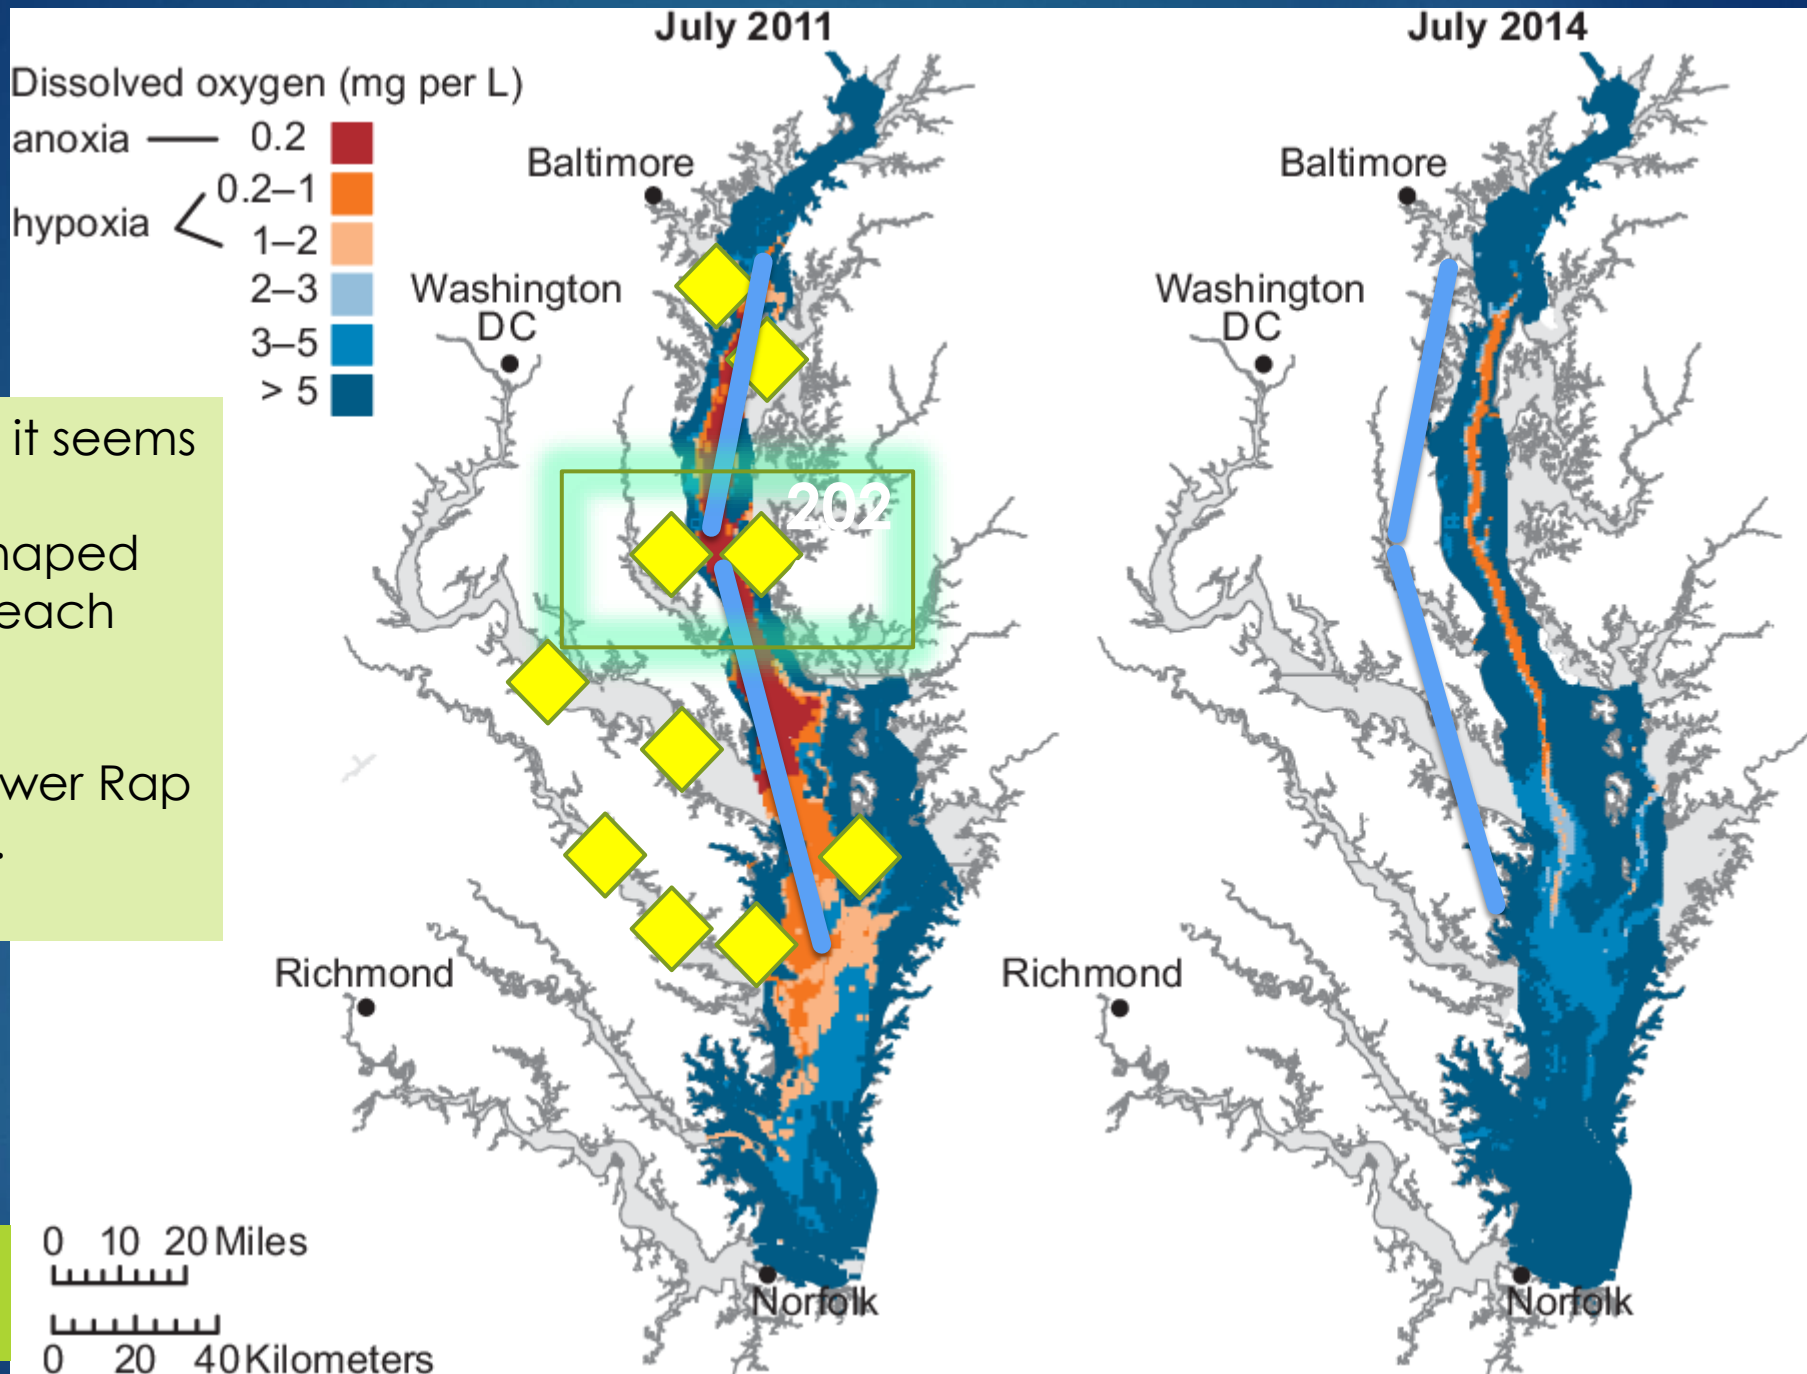 July 2011
July 2014
Dissolved oxygen (mg per L)
anoxia 0.2
0.2–1
hypoxia
1–2
2–3
3–5
> 5
Baltimore
Washington
DC
Richmond
Norfolk
Baltimore
Washington
DC
Richmond
Norfolk
202
it seems
haped
each
wer Rap
.
0 10 20 Miles
0 20 40 Kilometers